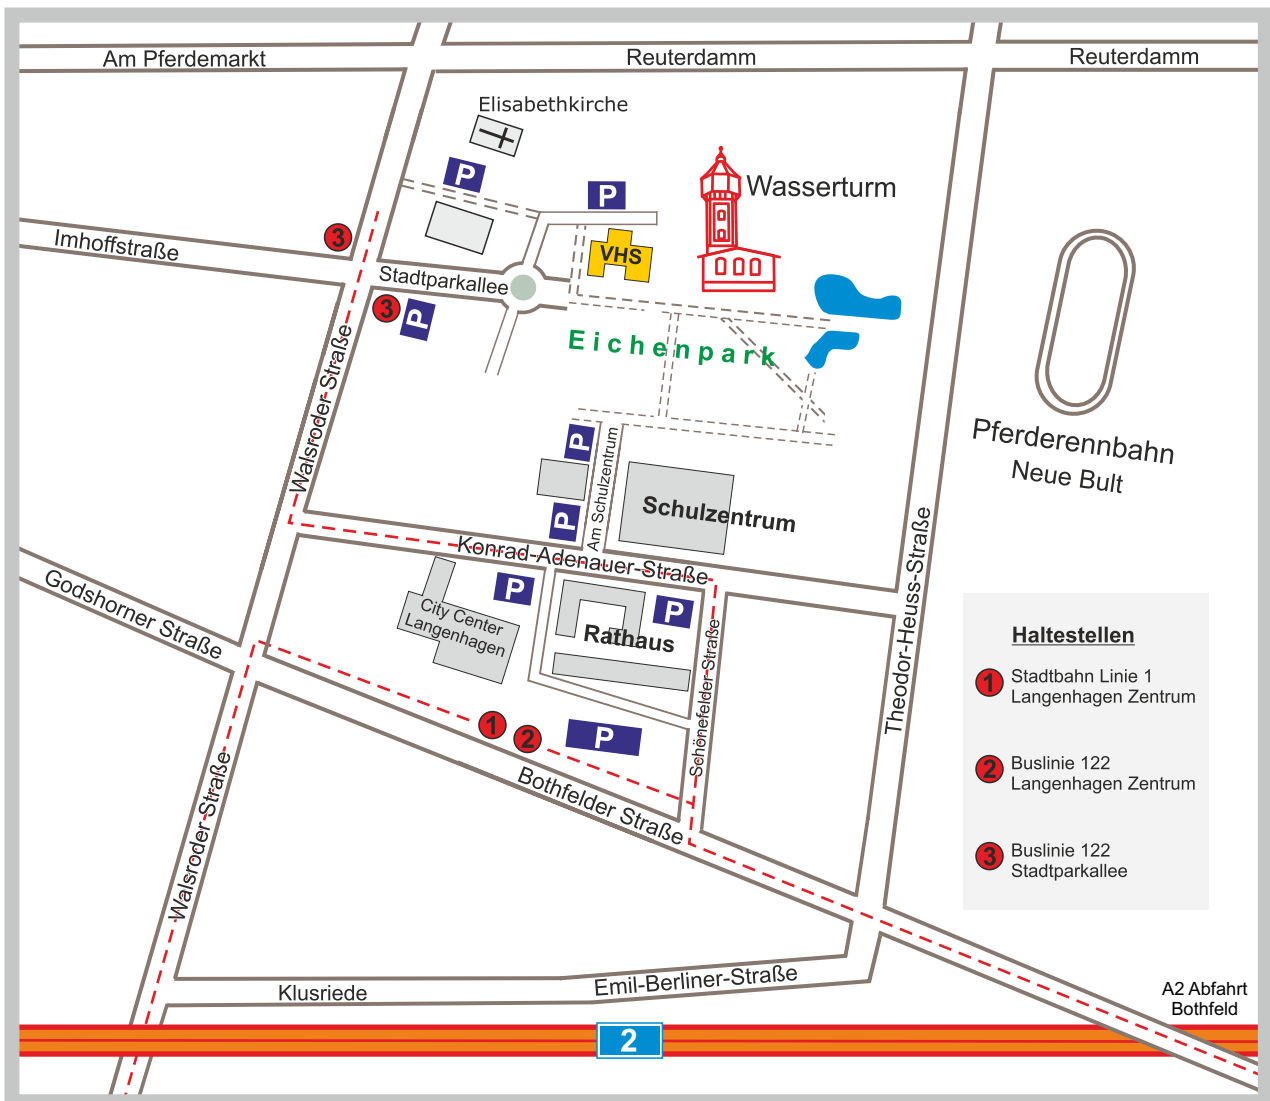 Am Pferdemarkt
Reuterdamm
Reuterdamm
Elisabethkirche
P
P
Wasserturm
3
Imhoffstraße
VHS
Stadtparkallee
3
P
Eichenpark
Walsroder Straße
P
Am Schulzentrum
Pferderennbahn
Neue Bult
P
Schulzentrum
Konrad-Adenauer-Straße
Godshorner Straße
P
City Center
Langenhagen
P
Rathaus
Schönefelder-Straße
Theodor-Heuss-Straße
Haltestellen
1
Stadtbahn Linie 1
Langenhagen Zentrum
2
Buslinie 122
Langenhagen Zentrum
3
Buslinie 122
Stadtparkallee
1
2
P
Bothfelder Straße
Walsroder Straße
Klusriede
Emil-Berliner-Straße
A2 Abfahrt
Bothfeld
2